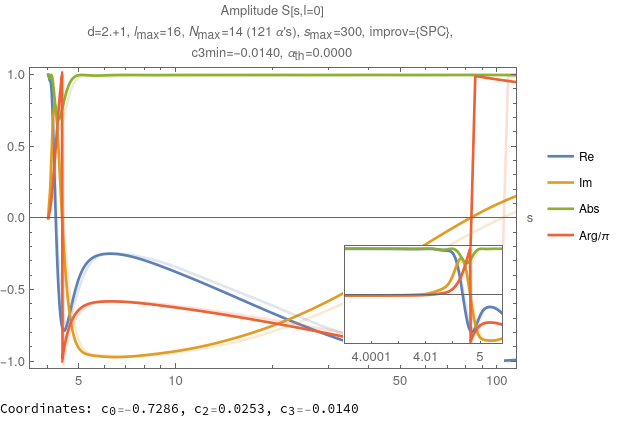 Amplitude S[s,l=0]
d=2.+1, lmax=16, Nmax=14 (121 α's), smax=300, improv={SPC},
c3min=-0.0140, αth=0.0000
1.0
0.5
0.0
-0.5
-1.0
5
10
50
100
s
4.0001
4.01
5
Re
Im
Abs
Arg/π
Coordinates: c0=-0.7286, c2=0.0253, c3=-0.0140